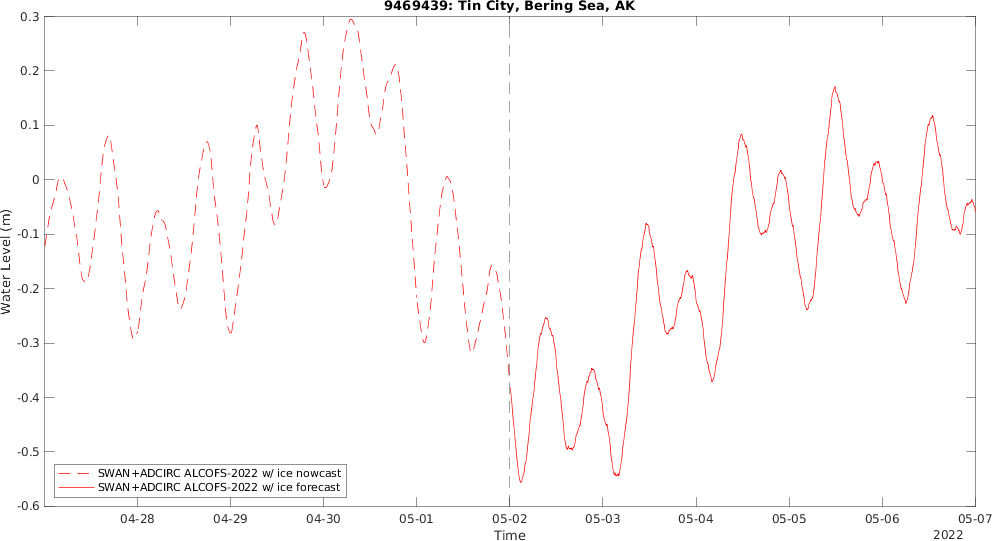 9469439: Tin City, Bering Sea, AK
0.3
0.2
0.1
0
-0.1
-0.2
-0.3
-0.4
-0.5
-0.6
Water Level (m)
SWAN+ADCIRC ALCOFS-2022 w/ ice nowcast
SWAN+ADCIRC ALCOFS-2022 w/ ice forecast
04-28 04-29 04-30 05-01 05-02 05-03 05-04 05-05 05-06 05-07
Time
2022